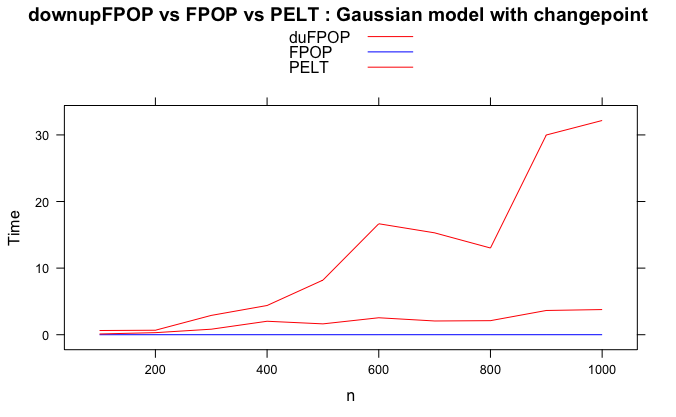 downupFPOP vs FPOP vs PELT : Gaussian model with changepoint
duFPOP
FPOP
PELT
30
20
10
0
Time
200 400 600 800 1000
n